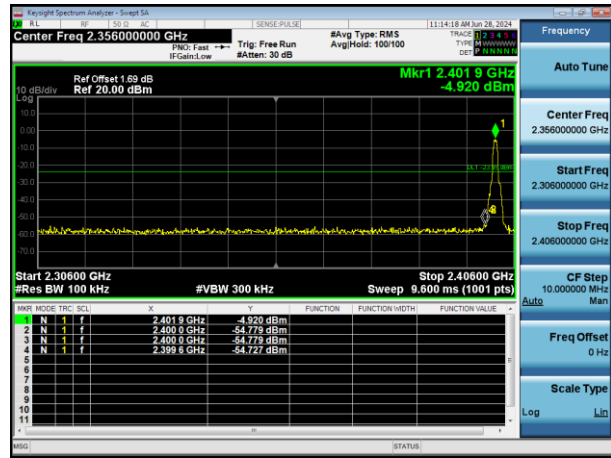 Keysight Spectrum Analyzer - Swept SA
RL RF 50 Ω AC SENSE:PULSE 11:14:18 AM Jun 28, 2024
Center Freq 2.356000000 GHz
PNO: Fast
IFGain:Low
Trig: Free Run
#Atten: 30 dB
#Avg Type: RMS
Avg|Hold: 100/100
TRACE 1 2 3 4 5 6
TYPE M WWWWW
DET P NNNNN
Ref Offset 1.69 dB
Ref 20.00 dBm
10 dB/div
Log
Mkr1 2.401 9 GHz
-4.920 dBm
10.0
0.00
-10.0
-20.0
-30.0
-40.0
-50.0
-60.0
-70.0
1
Start 2.30600 GHz
Stop 2.40600 GHz
#Res BW 100 kHz
#VBW 300 kHz
Sweep 9.600 ms (1001 pts)
MKR MODE TRC SCL X Y FUNCTION FUNCTION WIDTH FUNCTION VALUE
1 N 1 f 2.401 9 GHz -4.920 dBm
2 N 1 f 2.400 0 GHz -54.779 dBm
3 N 1 f 2.400 0 GHz -54.779 dBm
4 N 1 f 2.399 6 GHz -54.727 dBm
5
6
7
8
9
10
11
MSG
STATUS
Frequency
Auto Tune
Center Freq
2.356000000 GHz
Start Freq
2.306000000 GHz
Stop Freq
2.406000000 GHz
CF Step
10.000000 MHz
Auto Man
Freq Offset
0 Hz
Scale Type
Log Lin